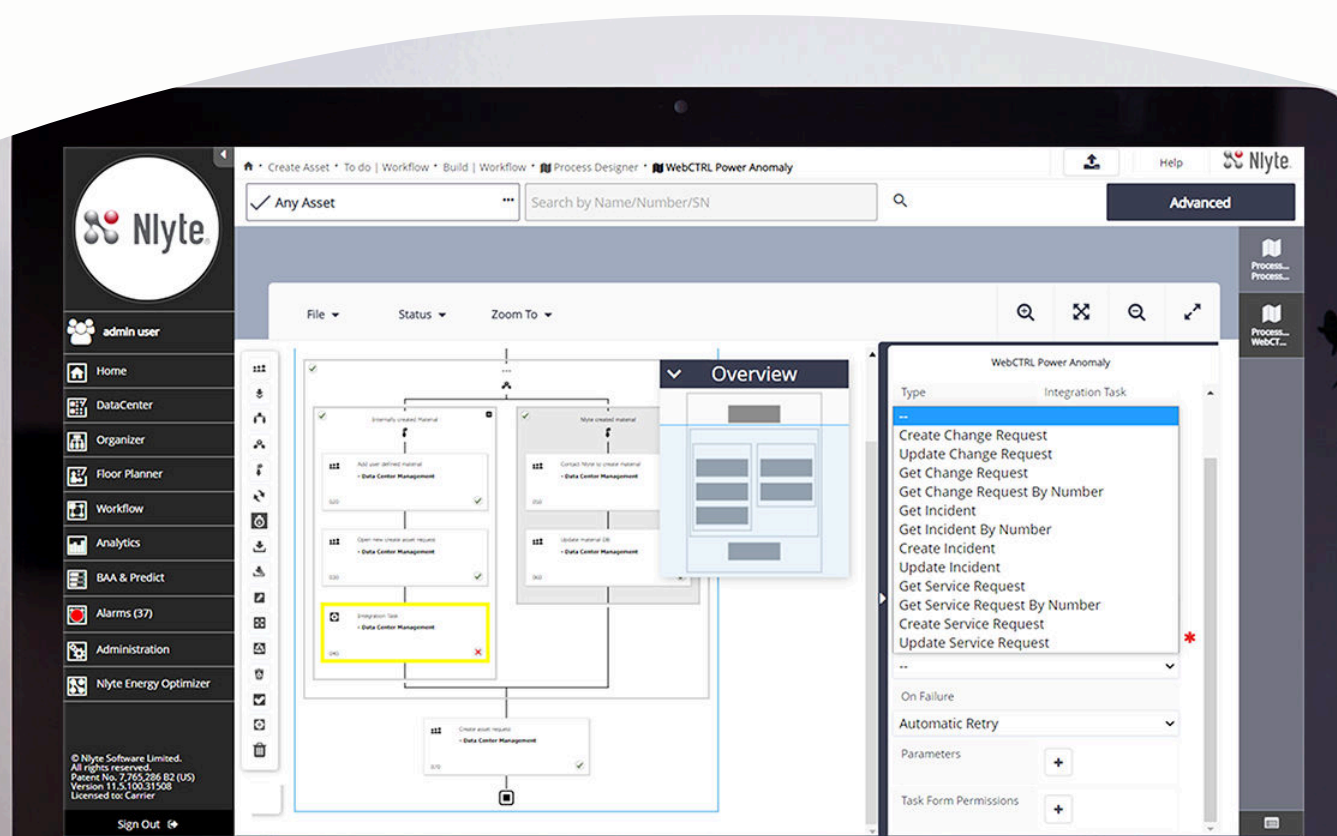 Nlyte
admin user
Home
DataCenter
Organizer
Floor Planner
Workflow
Analytics
BAA & Predict
Alarms (37)
Administration
Nlyte Energy Optimizer
© Nlyte Software Limited.
All rights reserved.
Patent No. 7,765,286 B2 (US)
Version 11.5.100.31508
Licensed to: Carrier
Sign Out
Create Asset • To do | Workflow • Build | Workflow • Process Designer • WebCTRL Power Anomaly
Help
Nlyte
Any Asset
Search by Name/Number/SN
Advanced
File
Status
Zoom To
Internally created Material
Add user defined material
- Data Center Management
Open new create asset request
- Data Center Management
Integration Task
- Data Center Management
Nlyte created material
Contact Nlyte to create material
- Data Center Management
Update material DB
- Data Center Management
Create asset request
- Data Center Management
Overview
WebCTRL Power Anomaly
Type Integration Task
--
Create Change Request
Update Change Request
Get Change Request
Get Change Request By Number
Get Incident
Get Incident By Number
Create Incident
Update Incident
Get Service Request
Get Service Request By Number
Create Service Request
Update Service Request
*
--
On Failure
Automatic Retry
Parameters
+
Task Form Permissions
+
Process...
Process...
Process...
WebCT...